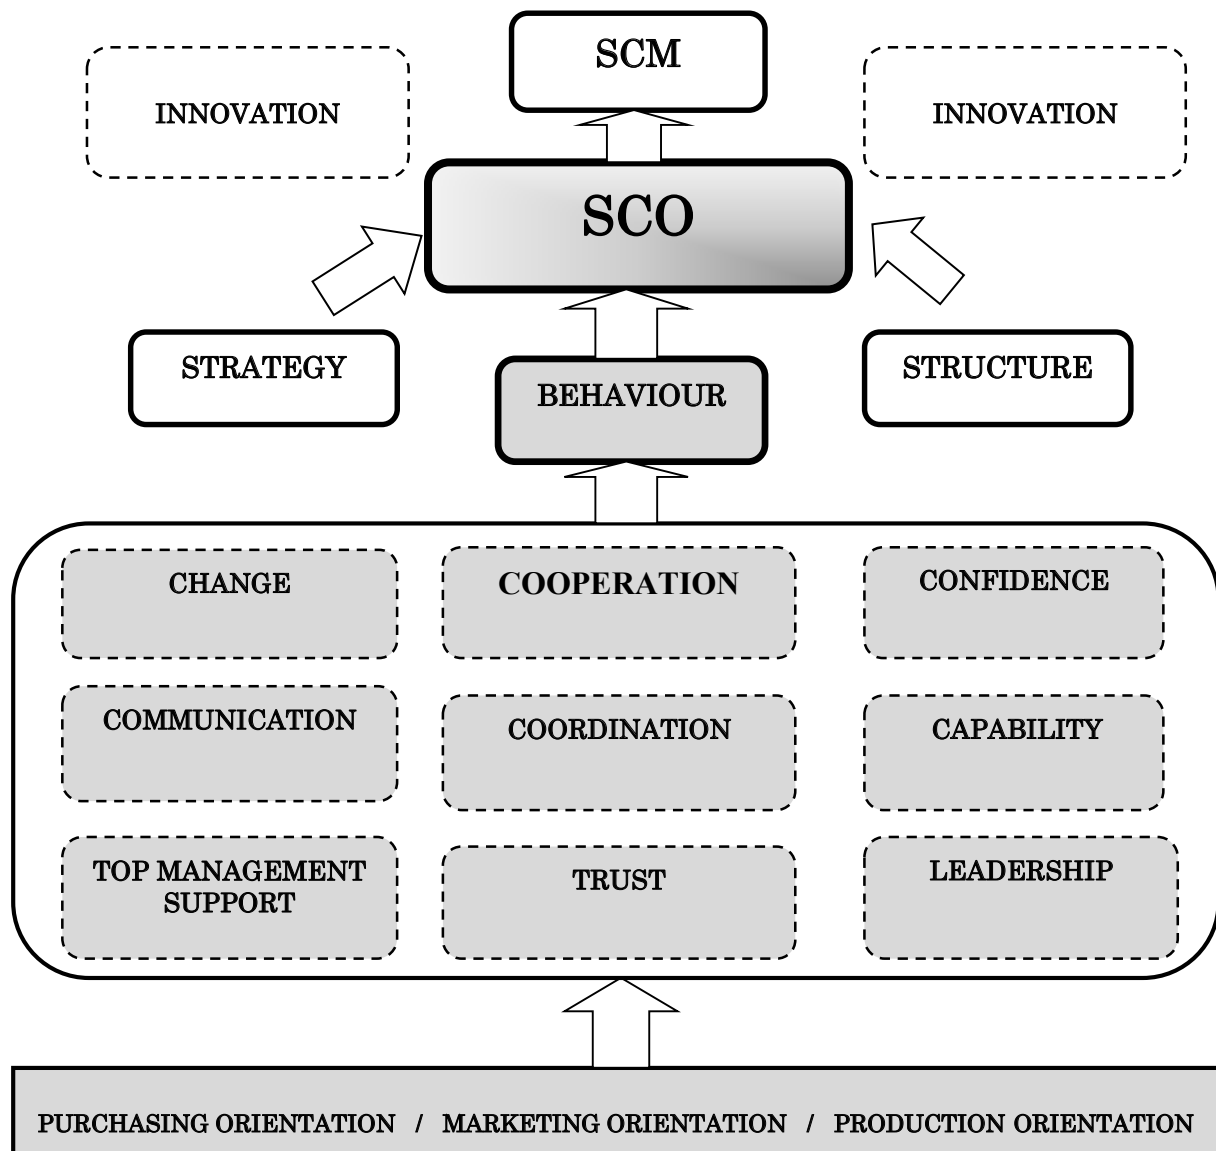 SCM
INNOVATION
INNOVATION
SCO
STRATEGY
STRUCTURE
BEHAVIOUR
CHANGE
COOPERATION
CONFIDENCE
COMMUNICATION
COORDINATION
CAPABILITY
TOP MANAGEMENT
SUPPORT
TRUST
LEADERSHIP
PURCHASING ORIENTATION / MARKETING ORIENTATION / PRODUCTION ORIENTATION